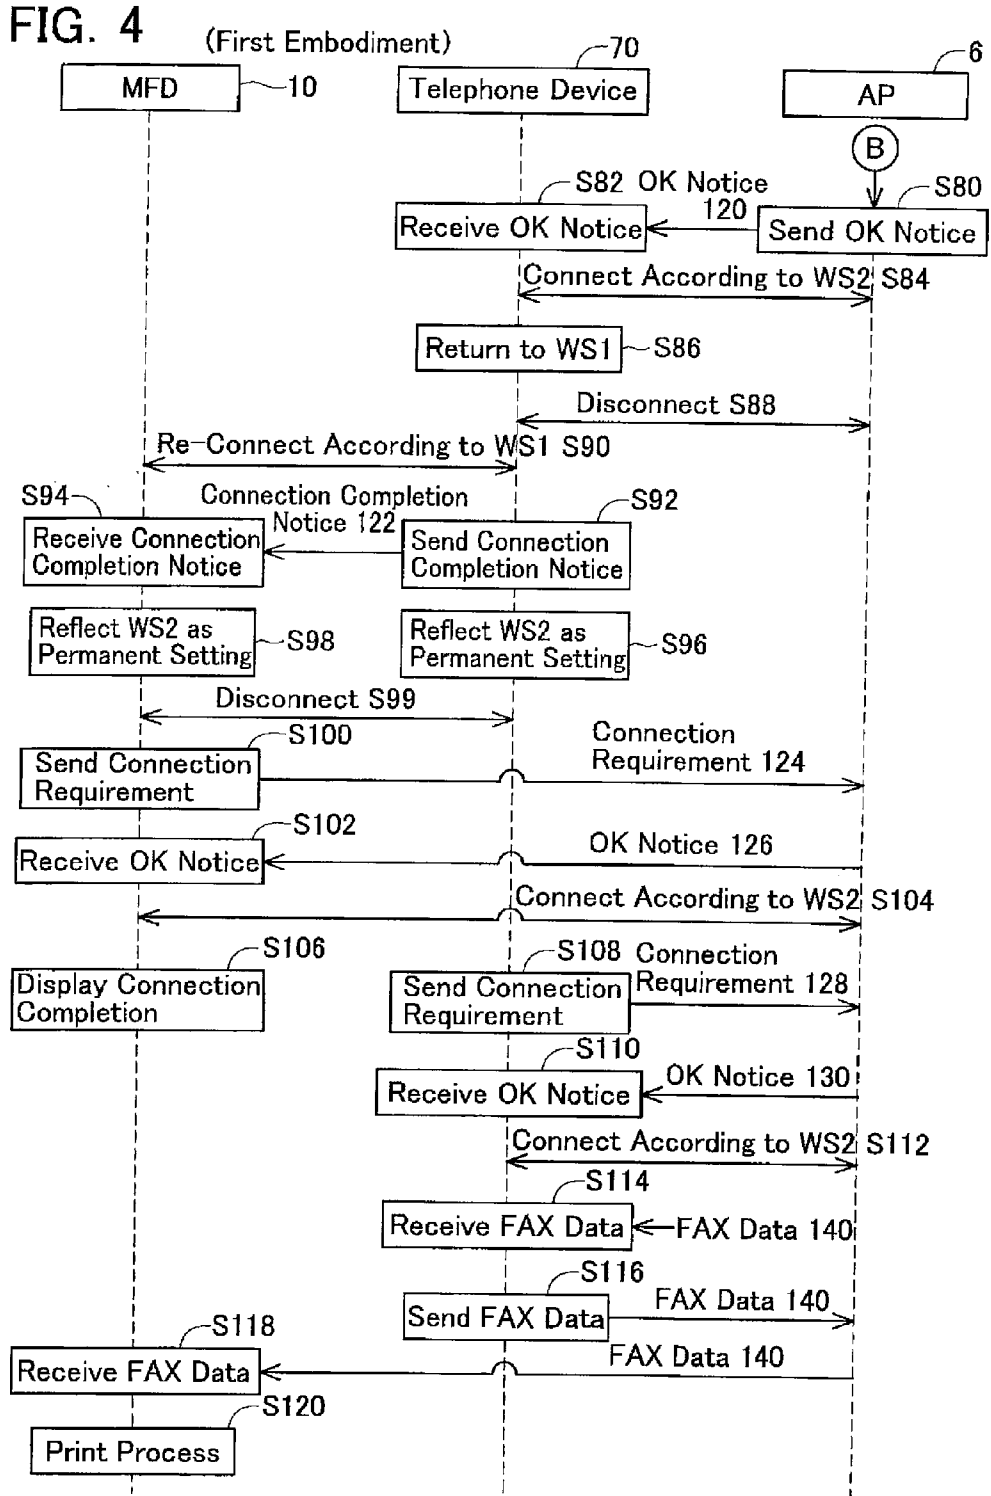 FIG. 4
(First Embodiment)
MFD
10
Telephone Device
70
AP
6
B
S82 OK Notice
120
S80
Receive OK Notice
Send OK Notice
Connect According to WS2 S84
Return to WS1
S86
Disconnect S88
Re-Connect According to WS1 S90
S94
Connection Completion
Notice 122
S92
Receive Connection
Completion Notice
Send Connection
Completion Notice
Reflect WS2 as
Permanent Setting
S98
Reflect WS2 as
Permanent Setting
S96
Disconnect S99
S100
Send Connection
Requirement
Connection
Requirement 124
S102
Receive OK Notice
OK Notice 126
Connect According to WS2 S104
S106
Display Connection
Completion
S108
Send Connection
Requirement
Connection
Requirement 128
S110
Receive OK Notice
OK Notice 130
Connect According to WS2 S112
S114
Receive FAX Data
FAX Data 140
S116
Send FAX Data
FAX Data 140
S118
Receive FAX Data
FAX Data 140
S120
Print Process